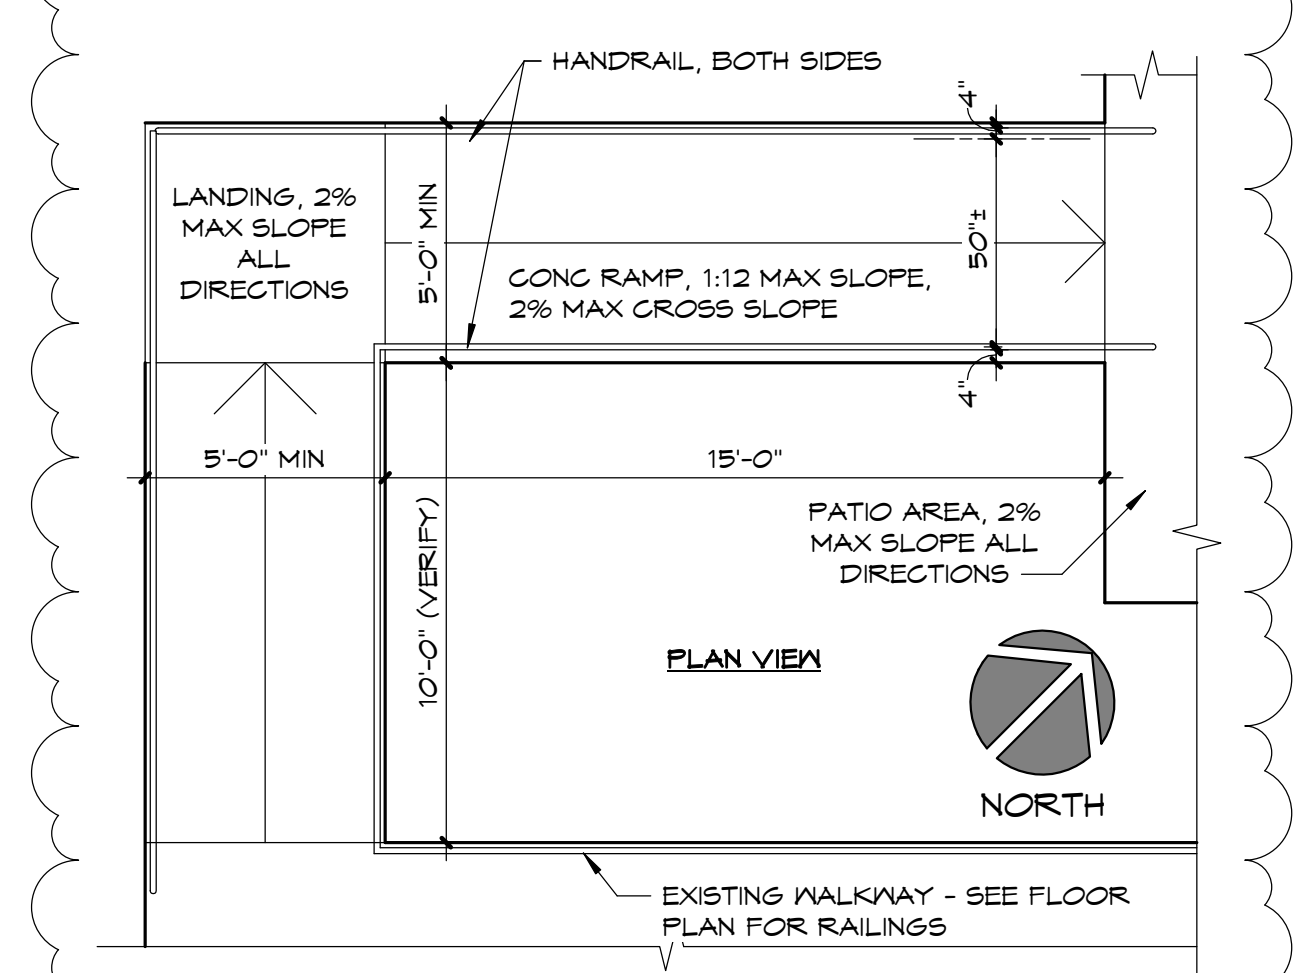 HANDRAIL, BOTH SIDES
4"
LANDING, 2%
MAX SLOPE
ALL
DIRECTIONS
5'-0" MIN
50"±
CONC RAMP, 1:12 MAX SLOPE,
2% MAX CROSS SLOPE
4"
5'-0" MIN
15'-0"
10'-0" (VERIFY)
PATIO AREA, 2%
MAX SLOPE ALL
DIRECTIONS
PLAN VIEW
NORTH
EXISTING WALKWAY - SEE FLOOR
PLAN FOR RAILINGS